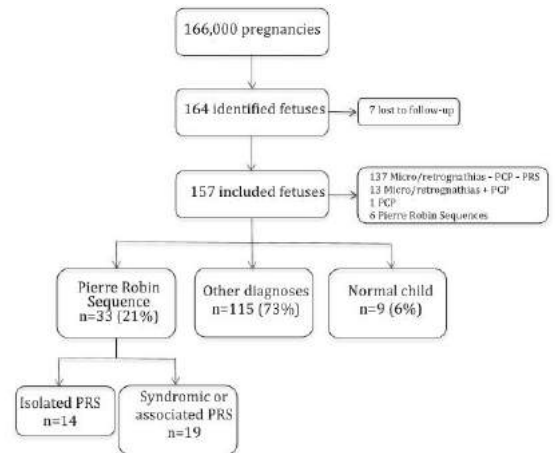 166,000 pregnancies
164 identified fetuses
7 lost to follow-up
157 included fetuses
137 Micro/retrognathias - PCP - PRS
13 Micro/retrognathias + PCP
1 PCP
6 Pierre Robin Sequences
Pierre Robin
Sequence
n=33 (21%)
Other diagnoses
n=115 (73%)
Normal child
n=9 (6%)
Isolated PRS
n=14
Syndromic or
associated PRS
n=19